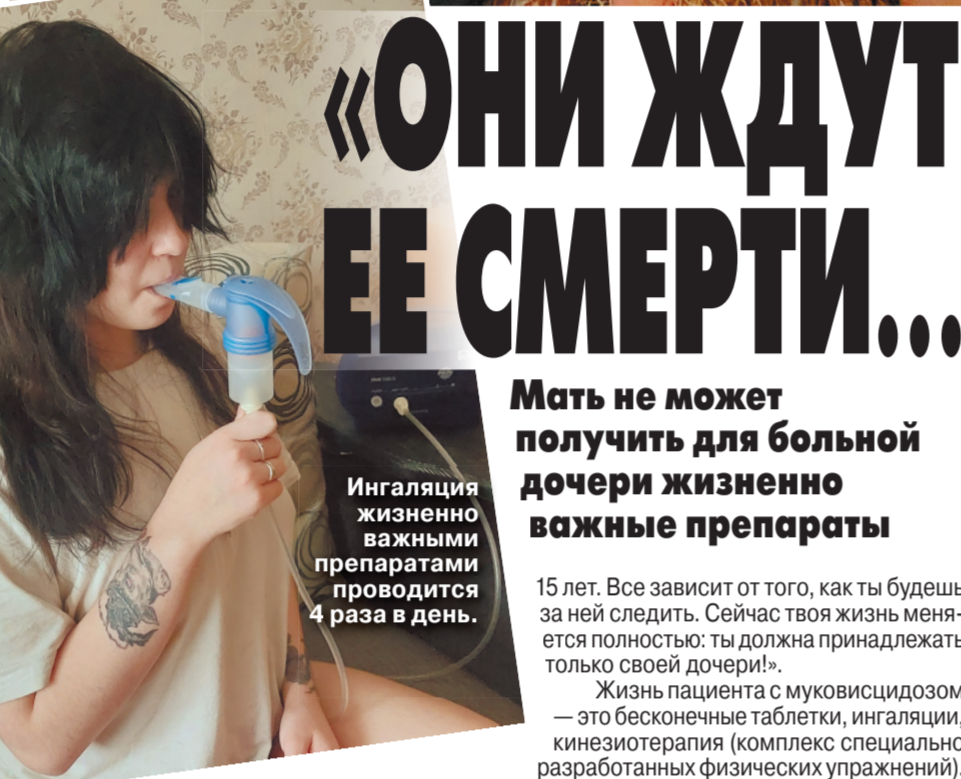 «ОНИ ЖДУТ
ЕЕ СМЕРТИ...
Мать не может
получить для больной
дочери жизненно
важные препараты
Ингаляция
жизненно
важными
препаратами
проводится
4 раза в день.
15 лет. Все зависит от того, как ты будешь
за ней следить. Сейчас твоя жизнь меня-
ется полностью: ты должна принадлежать
только своей дочери!».
Жизнь пациента с муковисцидозом
— это бесконечные таблетки, ингаляции,
кинезиотерапия (комплекс специально
разработанных физических упражнений),